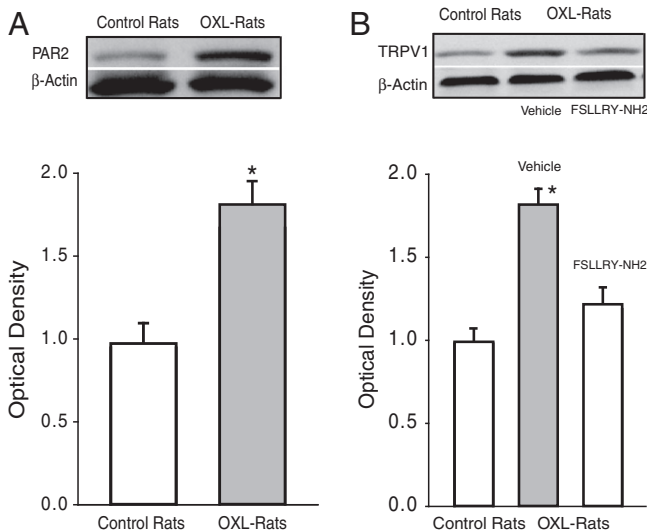 A
Control Rats OXL-Rats
PAR2
β-Actin
*
2.0
1.5
1.0
0.5
0.0
Optical Density
Control Rats OXL-Rats
B
Control Rats OXL-Rats
TRPV1
β-Actin
Vehicle FSLLRY-NH2
Vehicle
*
FSLLRY-NH2
2.0
1.5
1.0
0.5
0.0
Optical Density
Control Rats OXL-Rats